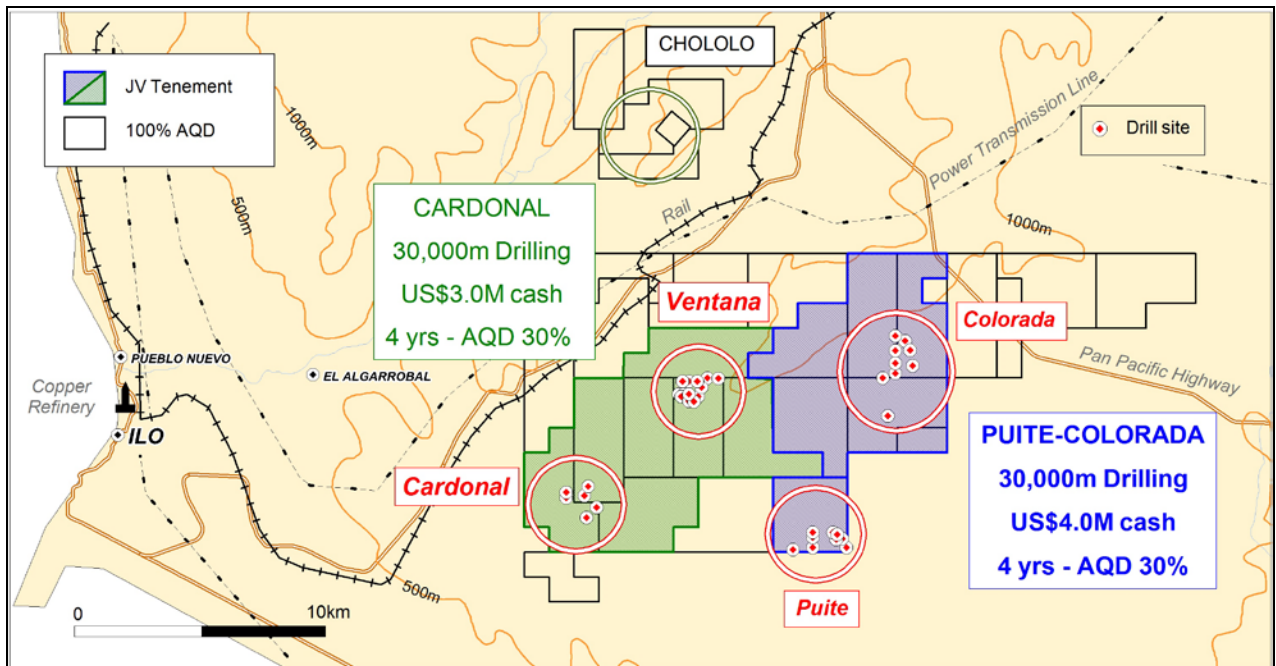 CHOLOLO
JV Tenement
100% AQD
Drill site
1000m
500m
Power Transmission Line
Rail
1000m
CARDONAL
30,000m Drilling
US$3.0M cash
4 yrs - AQD 30%
Ventana
Colorada
PUEBLO NUEVO
EL ALGARROBAL
Pan Pacific Highway
Copper
Refinery
ILO
Cardonal
PUITE-COLORADA
30,000m Drilling
US$4.0M cash
4 yrs - AQD 30%
500m
Puite
0
10km